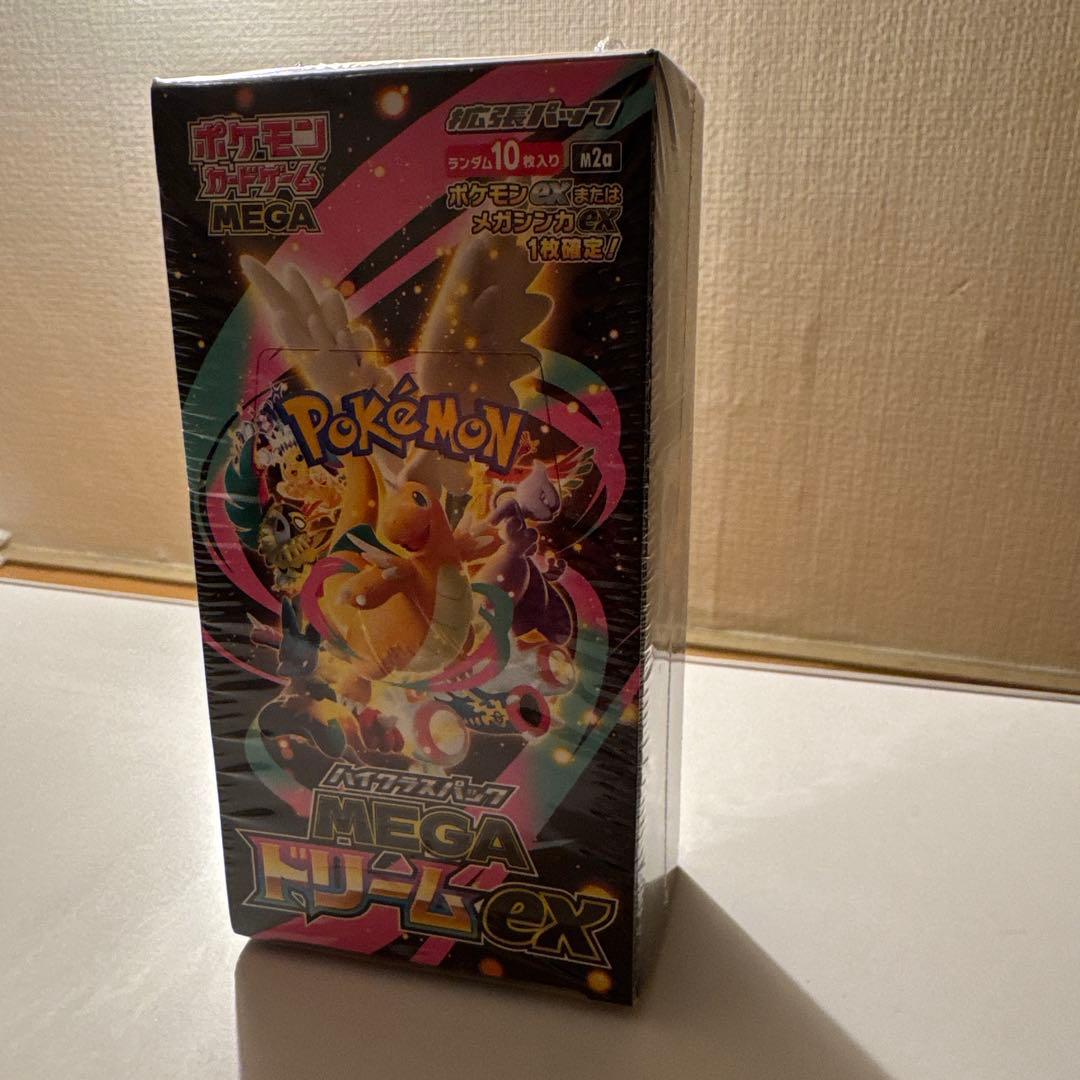 ポケモン
カードゲーム
MEGA
拡張パック
ランダム10枚入り M2a
ポケモンexまたは
メガシンカex
1枚確定!
POKéMON
ハイクラスパック
MEGA
ドリームex